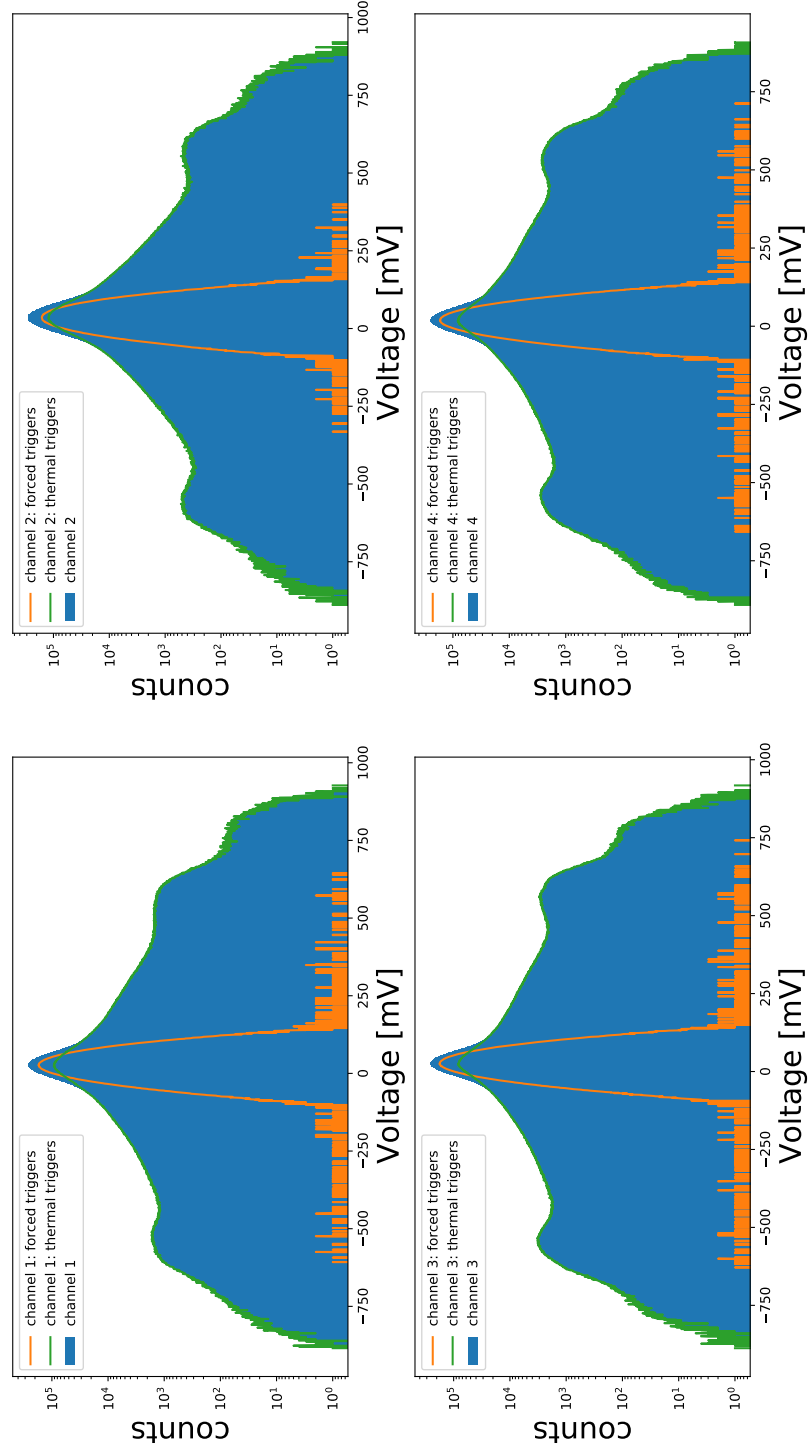 counts
10⁵
10⁴
10³
10²
10¹
10⁰
channel 1: forced triggers
channel 1: thermal triggers
channel 1
−750 −500 −250 0 250 500 750 1000
Voltage [mV]
counts
10⁵
10⁴
10³
10²
10¹
10⁰
channel 2: forced triggers
channel 2: thermal triggers
channel 2
−750 −500 −250 0 250 500 750 1000
Voltage [mV]
counts
10⁵
10⁴
10³
10²
10¹
10⁰
channel 3: forced triggers
channel 3: thermal triggers
channel 3
−750 −500 −250 0 250 500 750 1000
Voltage [mV]
counts
10⁵
10⁴
10³
10²
10¹
10⁰
channel 4: forced triggers
channel 4: thermal triggers
channel 4
−750 −500 −250 0 250 500 750
Voltage [mV]